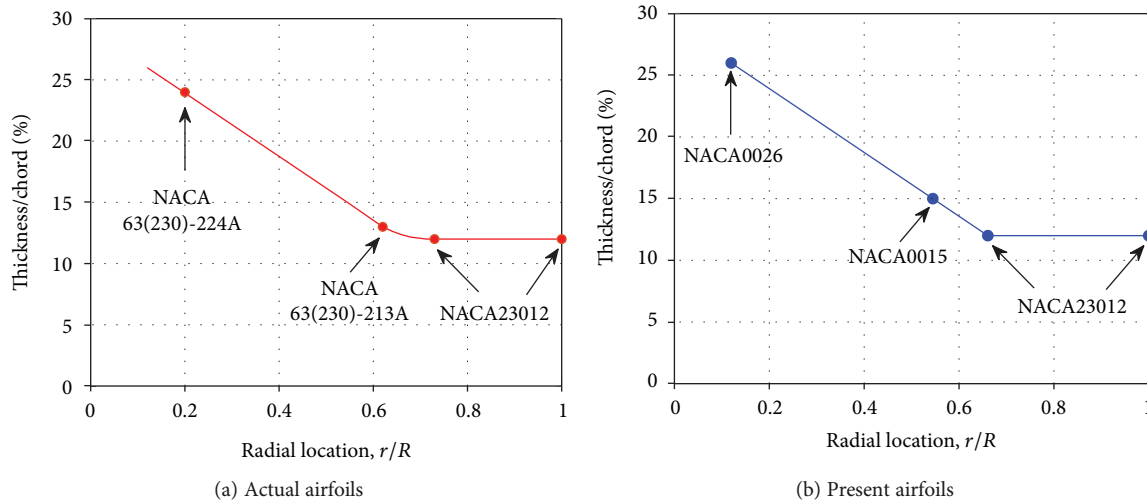 30
25
20
15
10
5
0
Thickness/chord (%)
0
0.2
0.4
0.6
0.8
1
Radial location, r/R
NACA
63(230)-224A
NACA
63(230)-213A
NACA23012
(a) Actual airfoils
30
25
20
15
10
5
0
Thickness/chord (%)
0
0.2
0.4
0.6
0.8
1
Radial location, r/R
NACA0026
NACA0015
NACA23012
(b) Present airfoils